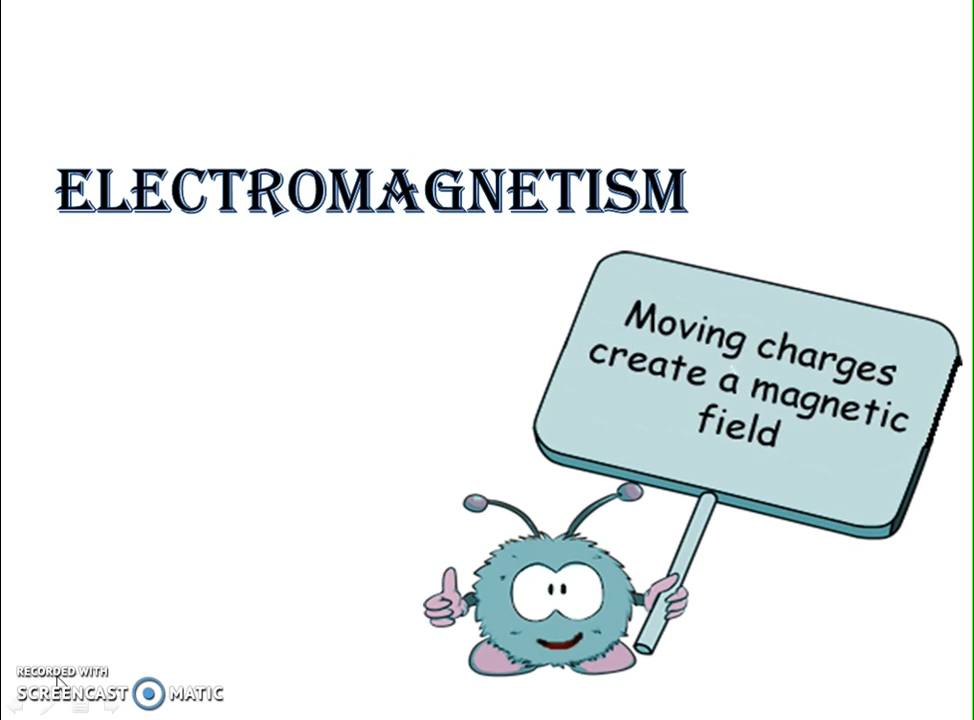 ELECTROMAGNETISM
Moving charges
create a magnetic
field
RECORDED WITH
SCREENCAST MATIC